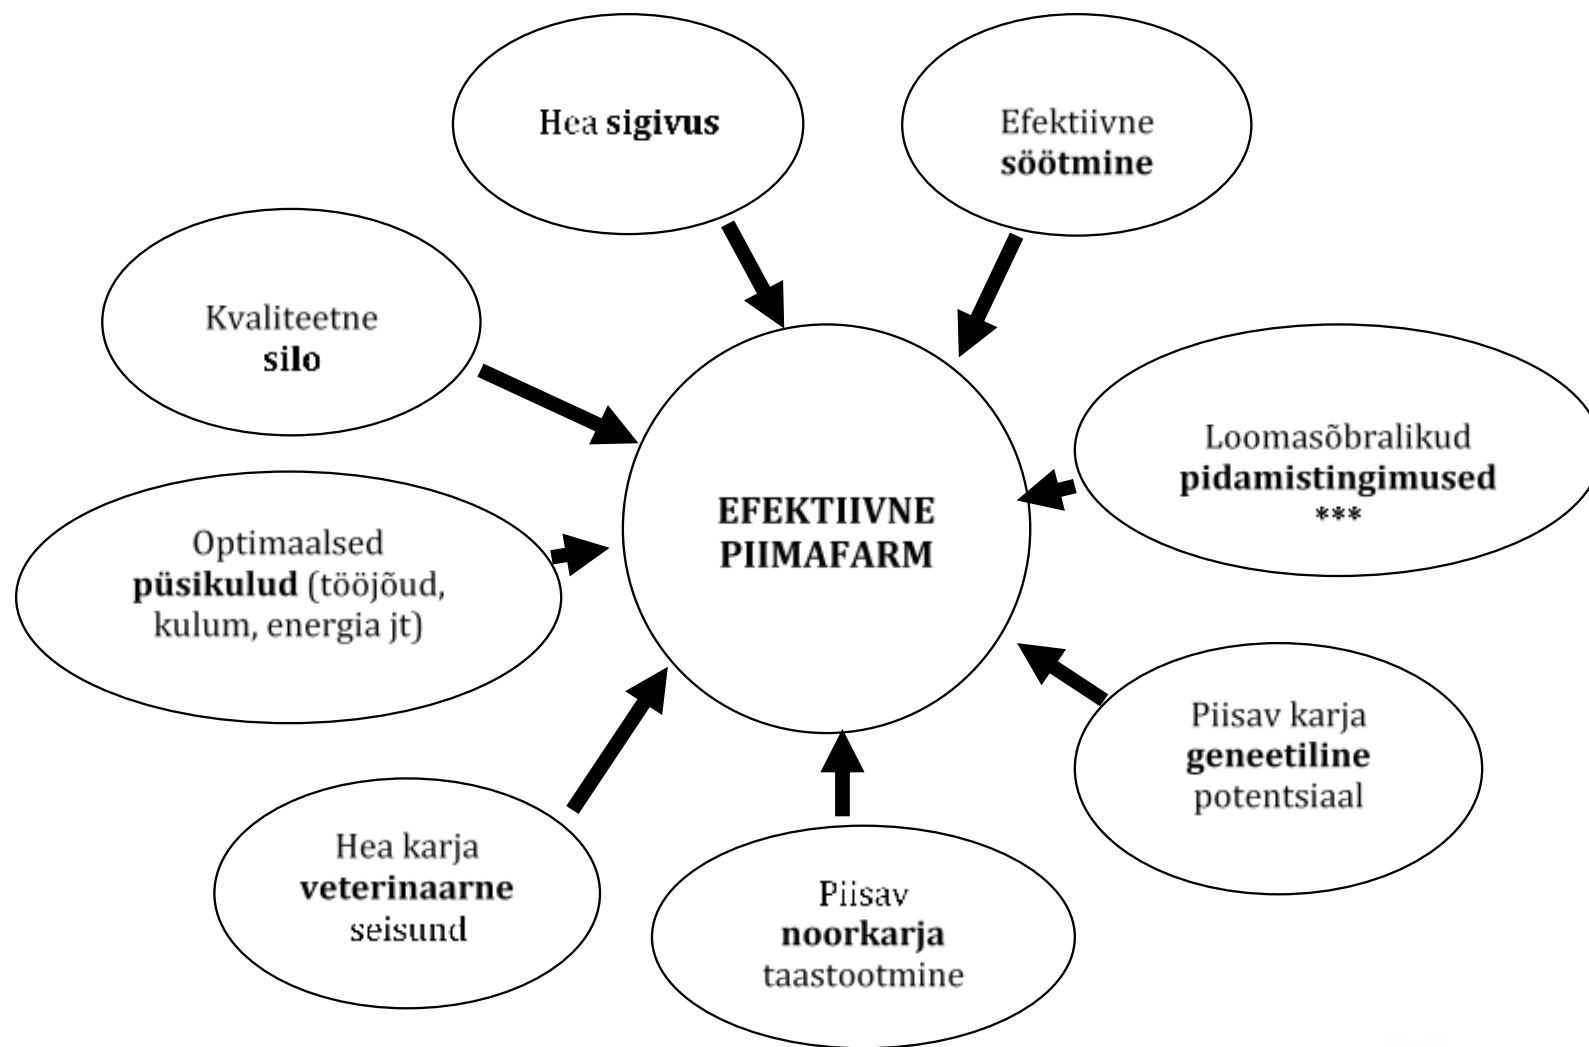 Hea sigivus
Efektiivne
söötmine
Kvaliteetne
silo
Loomasõbralikud
pidamistingimused
***
EFEKTIIVNE
PIIMAFARM
Optimaalsed
püsikulud (tööjõud,
kulum, energia jt)
Piisav karja
geneetiline
potentsiaal
Hea karja
veterinaarne
seisund
Piisav
noorkarja
taastootmine